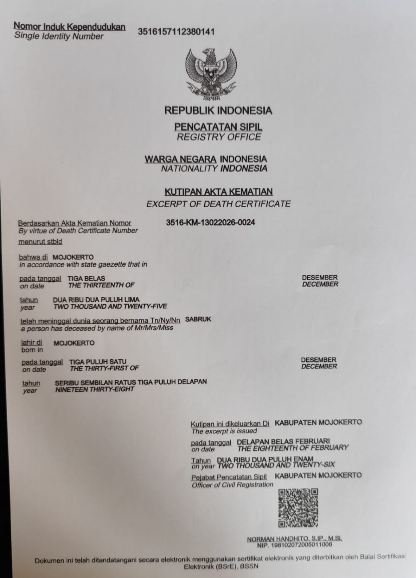 Nomor Induk Kependudukan 3516157112380141
Single Identity Number
REPUBLIK INDONESIA
PENCATATAN SIPIL
REGISTRY OFFICE
WARGA NEGARA INDONESIA
NATIONALITY INDONESIA
KUTIPAN AKTA KEMATIAN
EXCERPT OF DEATH CERTIFICATE
Berdasarkan Akta Kematian Nomor 3516-KM-13022026-0024
By virtue of Death Certificate Number
menurut stbld
bahwa di MOJOKERTO
in accordance with state gaezette that in
pada tanggal TIGA BELAS DESEMBER
on date THE THIRTEENTH OF DECEMBER
tahun DUA RIBU DUA PULUH LIMA
year TWO THOUSAND AND TWENTY-FIVE
telah meninggal dunia seorang bernama Tn/Ny/Nn SABRUK
a person has deceased by name of Mr/Mrs/Miss
lahir di MOJOKERTO
born in
pada tanggal TIGA PULUH SATU DESEMBER
on date THE THIRTY-FIRST OF DECEMBER
tahun SERIBU SEMBILAN RATUS TIGA PULUH DELAPAN
year NINETEEN THIRTY-EIGHT
Kutipan ini dikeluarkan Di KABUPATEN MOJOKERTO
The excerpt is issued
pada tanggal DELAPAN BELAS FEBRUARI
on date THE EIGHTEENTH OF FEBRUARY
Tahun DUA RIBU DUA PULUH ENAM
on year TWO THOUSAND AND TWENTY-SIX
Pejabat Pencatatan Sipil KABUPATEN MOJOKERTO
Officer of Civil Registration
NORMAN HANDHITO, S.IP., M.Si.
NIP. 198102072005011006
Dokumen ini telah ditandatangani secara elektronik menggunakan sertifikat elektronik yang diterbitkan oleh Balai Sertifikasi
Elektronik (BSrE), BSSN